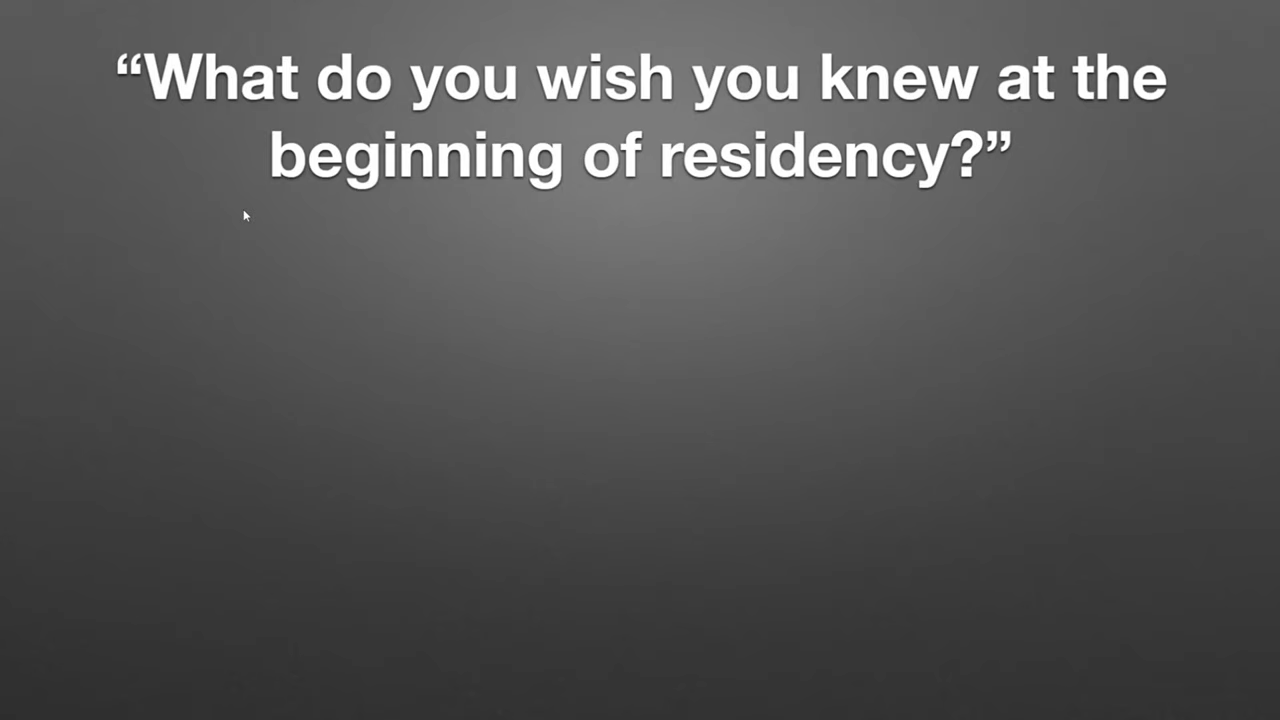 “What do you wish you knew at the
beginning of residency?”